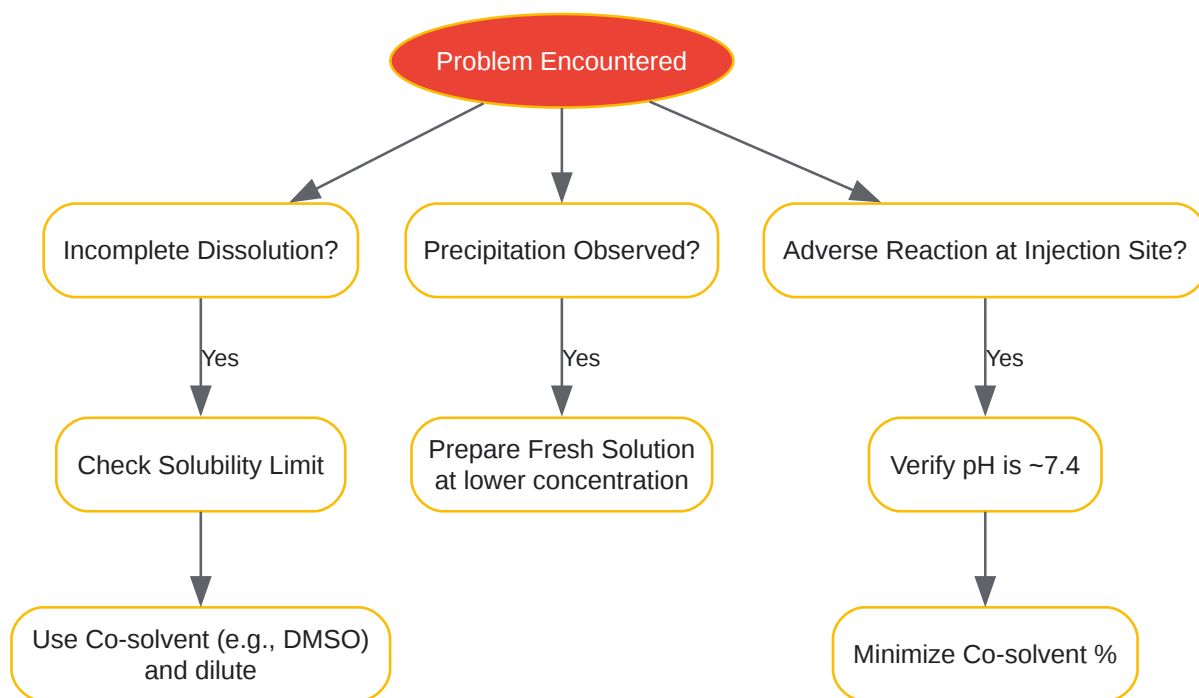 Problem Encountered
Incomplete Dissolution?
Precipitation Observed?
Adverse Reaction at Injection Site?
Yes
Yes
Yes
Check Solubility Limit
Prepare Fresh Solution
at lower concentration
Verify pH is ~7.4
Use Co-solvent (e.g., DMSO)
and dilute
Minimize Co-solvent %